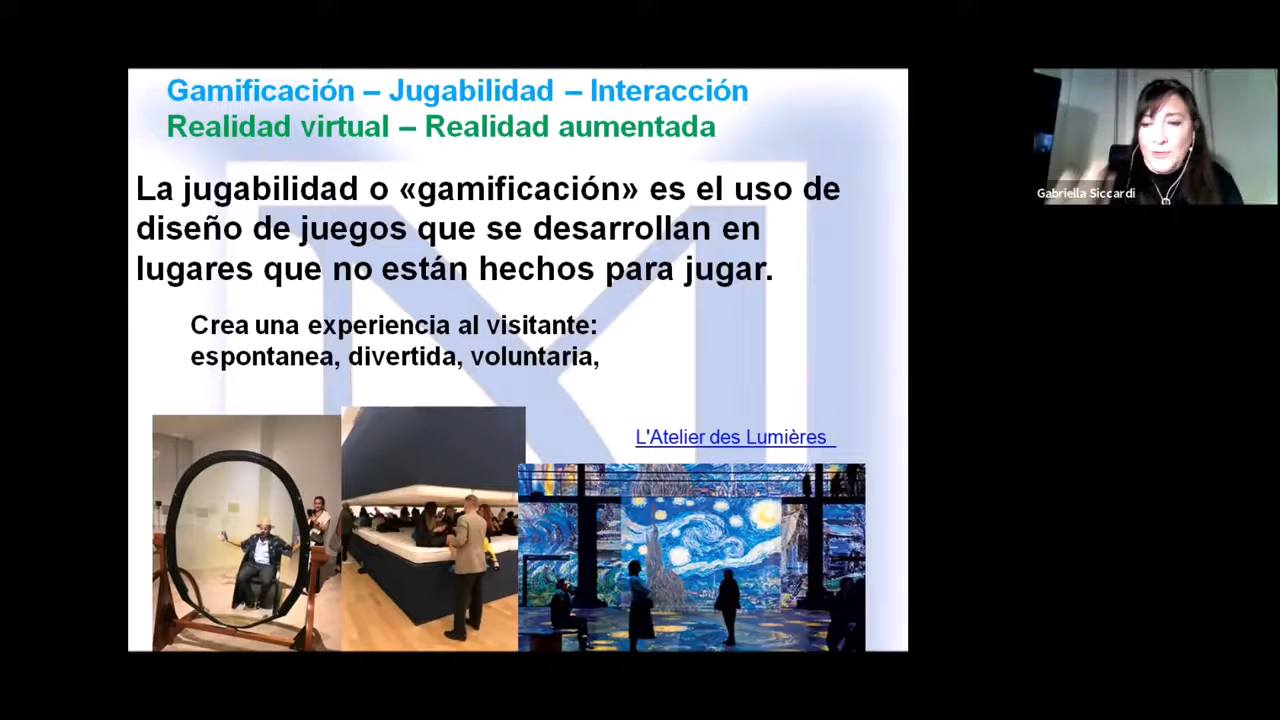 Gamificación – Jugabilidad – Interacción
Realidad virtual – Realidad aumentada
La jugabilidad o «gamificación» es el uso de
diseño de juegos que se desarrollan en
lugares que no están hechos para jugar.
Crea una experiencia al visitante:
espontanea, divertida, voluntaria,
L'Atelier des Lumières
Gabriella Siccardi